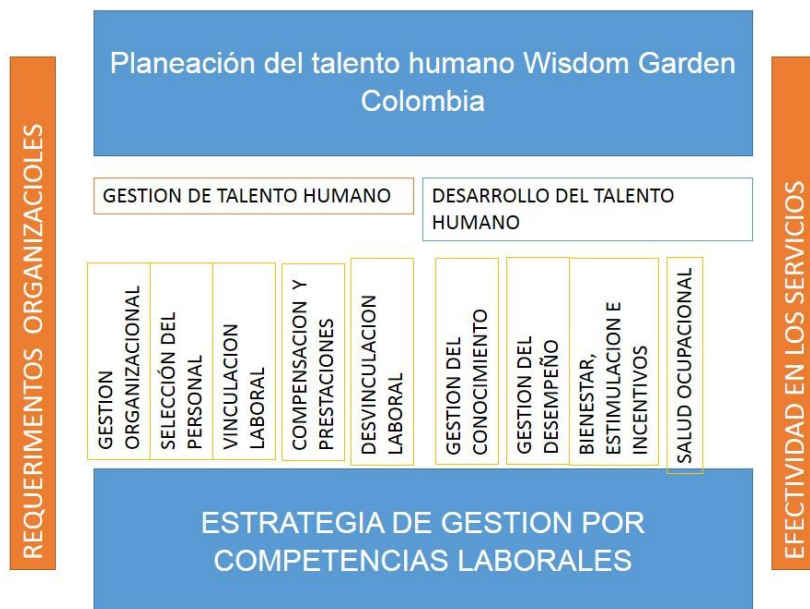 REQUERIMENTOS ORGANIZACIOLES
Planeación del talento humano Wisdom Garden
Colombia
GESTION DE TALENTO HUMANO
DESARROLLO DEL TALENTO
HUMANO
GESTION
ORGANIZACIONAL
SELECCIÓN DEL
PERSONAL
VINCULACION
LABORAL
COMPENSACION Y
PRESTACIONES
DESVINCULACION
LABORAL
GESTION DEL
CONOCIMIENTO
GESTION DEL
DESEMPEÑO
BIENESTAR,
ESTIMULACION E
INCENTIVOS
SALUD OCUPACIONAL
ESTRATEGIA DE GESTION POR
COMPETENCIAS LABORALES
EFECTIVIDAD EN LOS SERVICIOS